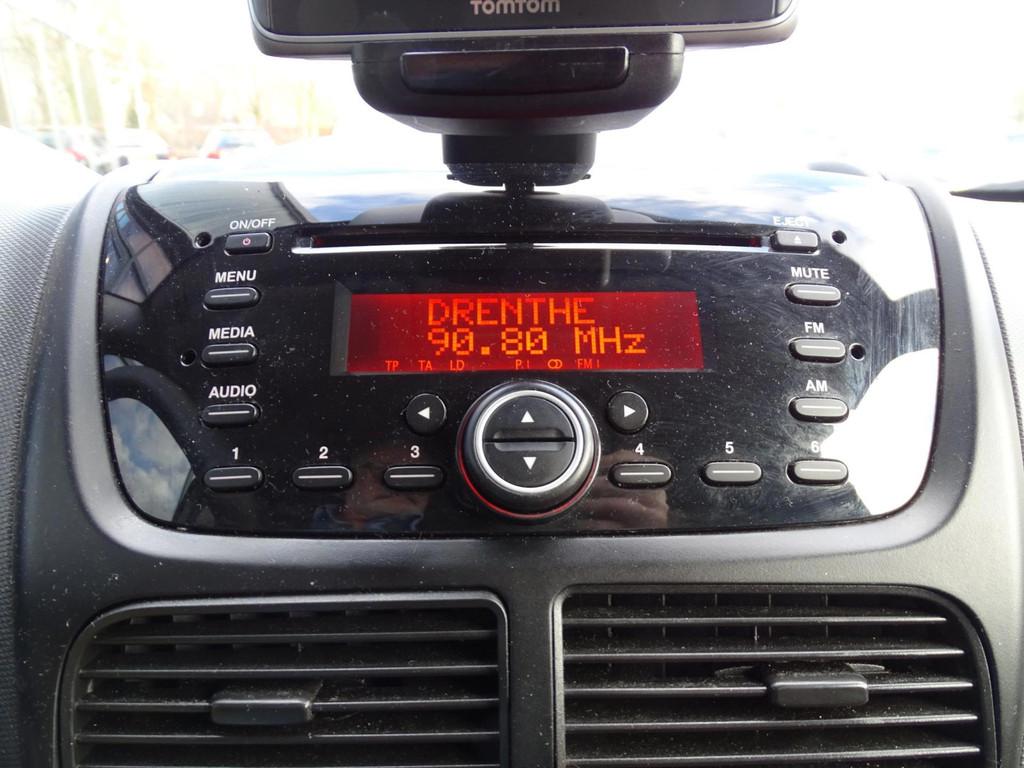 TOMTOM
ON/OFF
EJECT
MENU
MUTE
DRENTHE
90.80 MHz
MEDIA
FM
TP TA LD P.I FM I
AUDIO
AM
1 2 3 4 5 6